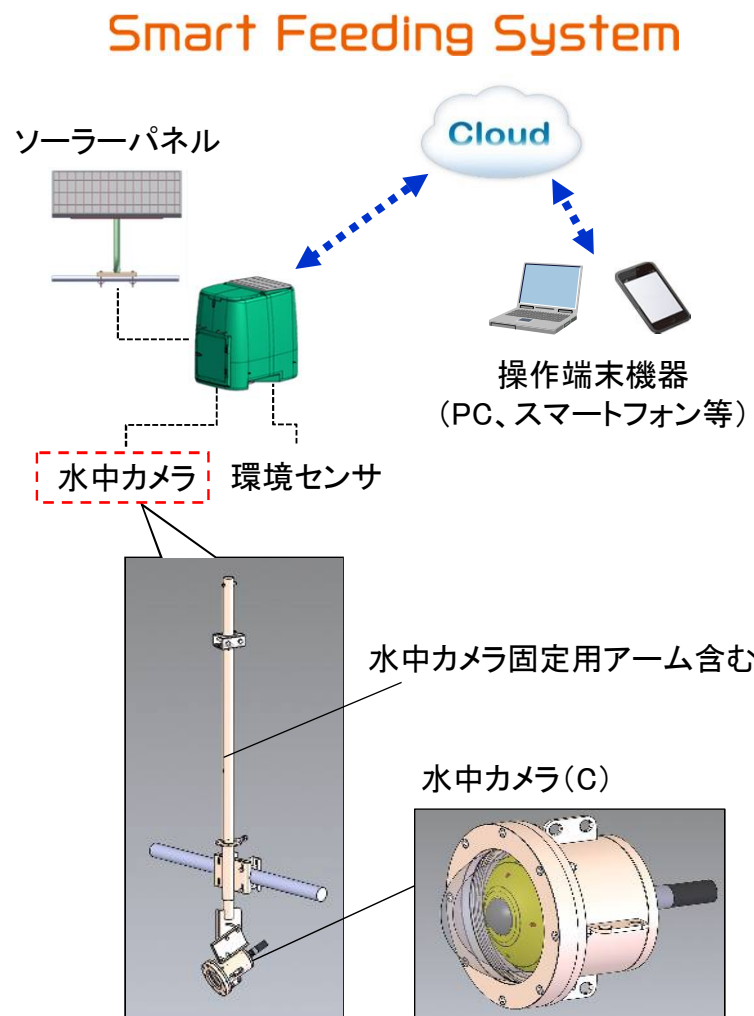 Smart Feeding System
ソーラーパネル
Cloud
操作端末機器
（PC、スマートフォン等）
水中カメラ
環境センサ
水中カメラ固定用アーム含む
水中カメラ（C）